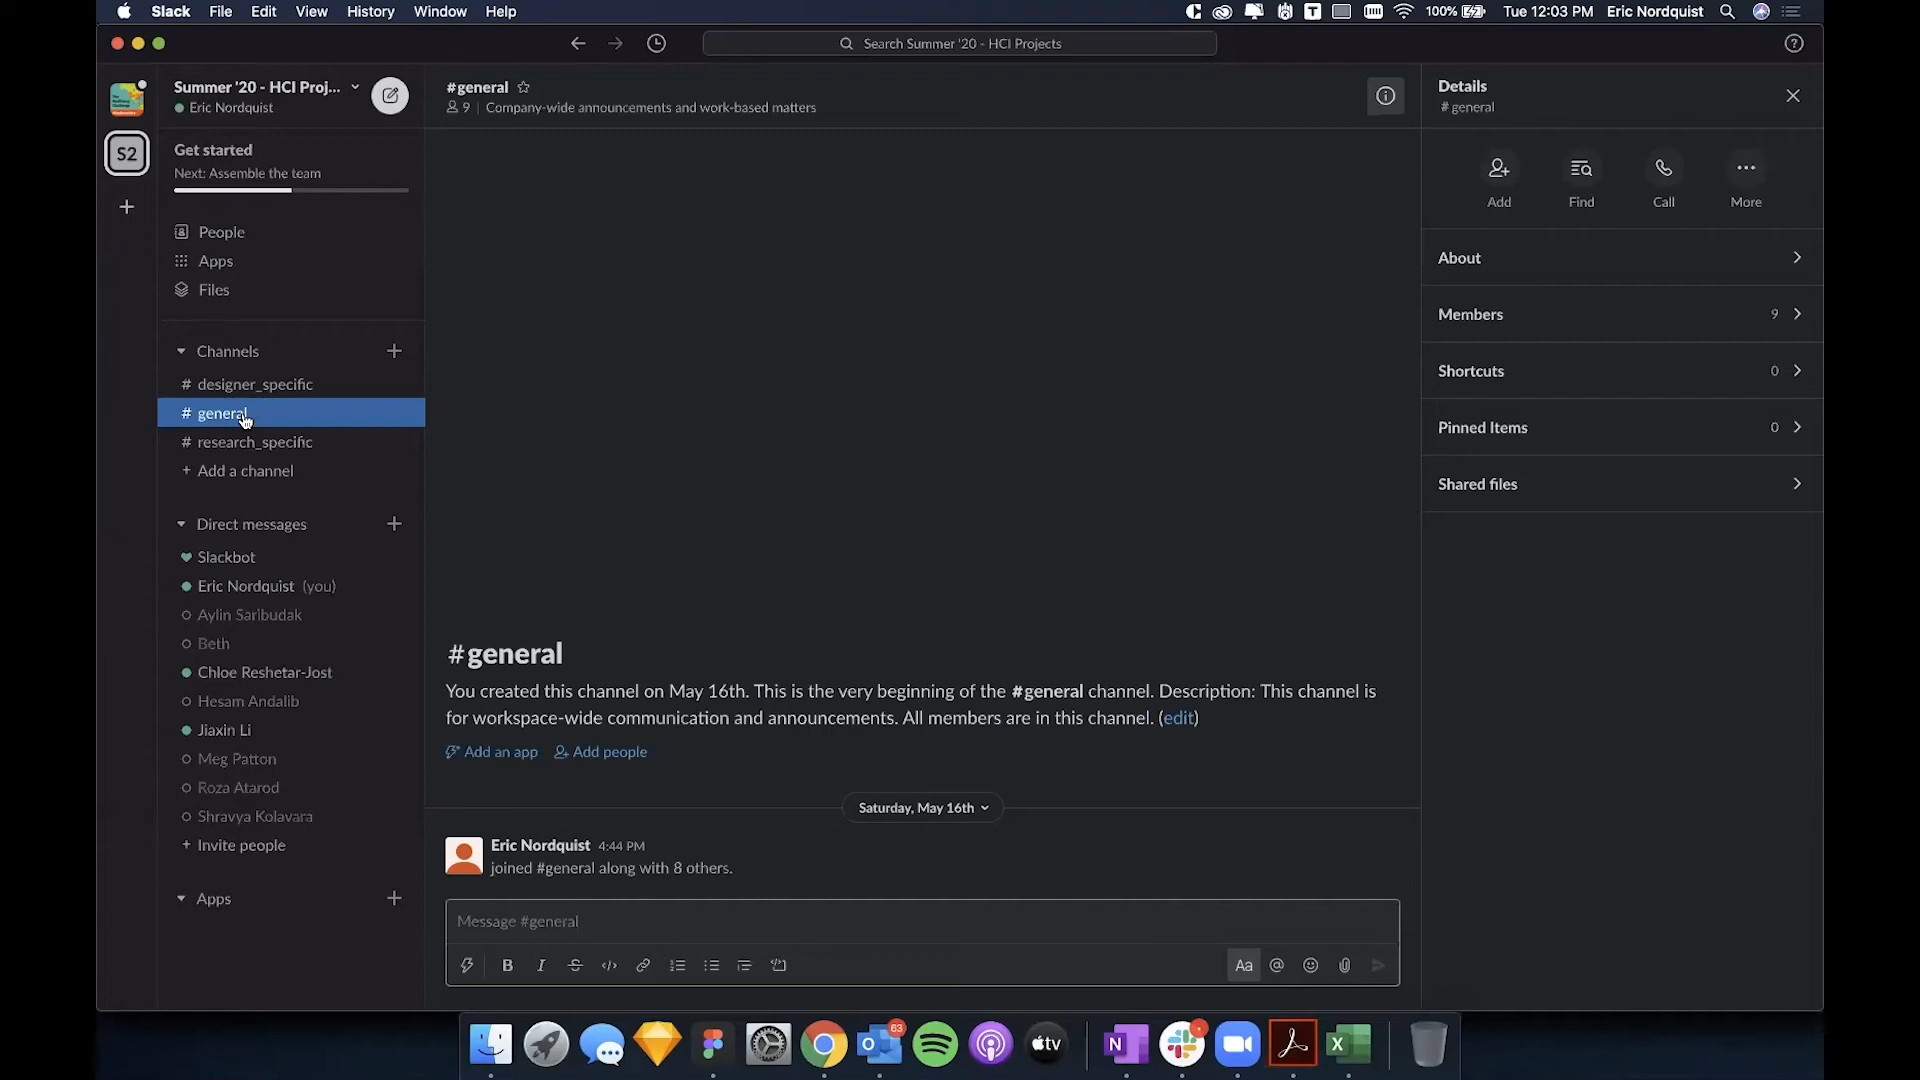 Slack File Edit View History Window Help
100% Tue 12:03 PM Eric Nordquist
Search Summer '20 - HCI Projects
S2
Summer '20 - HCI Proj...
Eric Nordquist
Get started
Next: Assemble the team
People
Apps
Files
Channels
# designer_specific
# general
# research_specific
+ Add a channel
Direct messages
Slackbot
Eric Nordquist (you)
Aylin Saribudak
Beth
Chloe Reshetar-Jost
Hesam Andalib
Jiaxin Li
Meg Patton
Roza Atarod
Shravya Kolavara
+ Invite people
Apps
#general
9 | Company-wide announcements and work-based matters
#general
You created this channel on May 16th. This is the very beginning of the #general channel. Description: This channel is
for workspace-wide communication and announcements. All members are in this channel. (edit)
Add an app Add people
Saturday, May 16th
Eric Nordquist 4:44 PM
joined #general along with 8 others.
Message #general
B I Aa @
Details
# general
Add Find Call More
About
Members 9
Shortcuts 0
Pinned Items 0
Shared files
63
tv
N
X